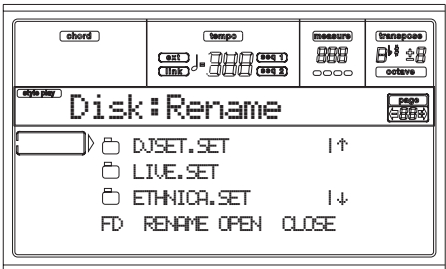 chord tempo measure transpose
ext seq 1
link seq 2
octave
style play Disk:Rename page
DJSET.SET
LIVE.SET
ETHNICA.SET
FD RENAME OPEN CLOSE